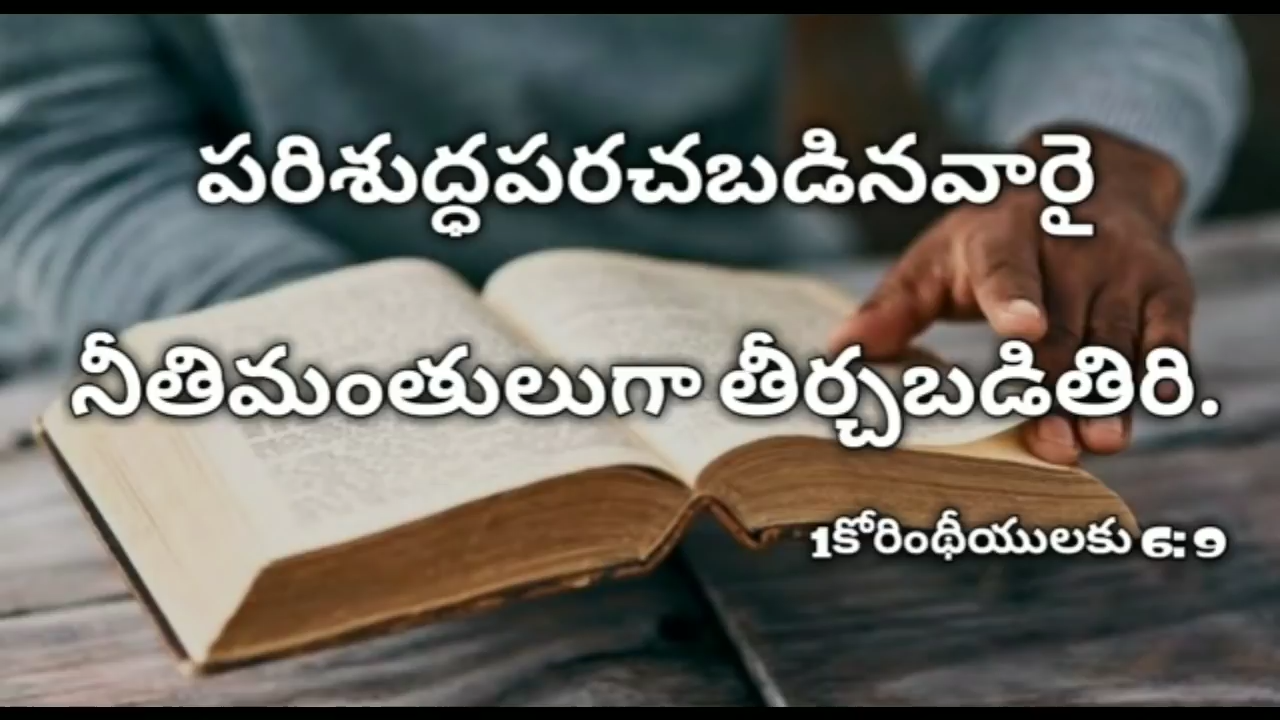 పరిశుద్ధపరచబడినవారై
నీతిమంతులుగా తీర్చబడితిరి.
1కోరింథీయులకు 6: 9